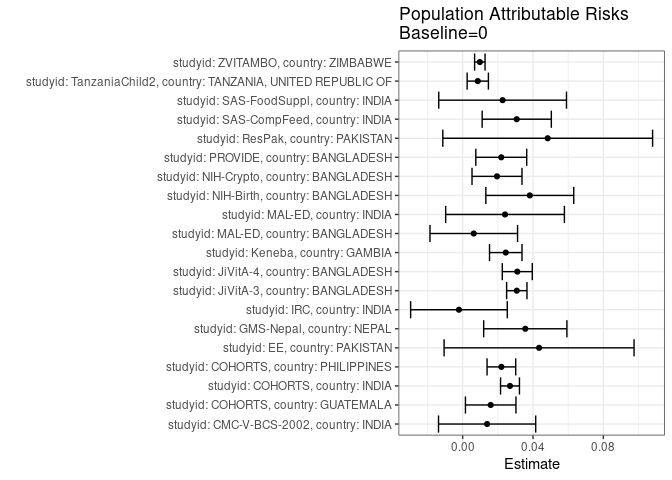 Population Attributable Risks
Baseline=0
studyid: ZVITAMBO, country: ZIMBABWE
studyid: TanzaniaChild2, country: TANZANIA, UNITED REPUBLIC OF
studyid: SAS-FoodSuppl, country: INDIA
studyid: SAS-CompFeed, country: INDIA
studyid: ResPak, country: PAKISTAN
studyid: PROVIDE, country: BANGLADESH
studyid: NIH-Crypto, country: BANGLADESH
studyid: NIH-Birth, country: BANGLADESH
studyid: MAL-ED, country: INDIA
studyid: MAL-ED, country: BANGLADESH
studyid: Keneba, country: GAMBIA
studyid: JiVitA-4, country: BANGLADESH
studyid: JiVitA-3, country: BANGLADESH
studyid: IRC, country: INDIA
studyid: GMS-Nepal, country: NEPAL
studyid: EE, country: PAKISTAN
studyid: COHORTS, country: PHILIPPINES
studyid: COHORTS, country: INDIA
studyid: COHORTS, country: GUATEMALA
studyid: CMC-V-BCS-2002, country: INDIA
0.00 0.04 0.08
Estimate